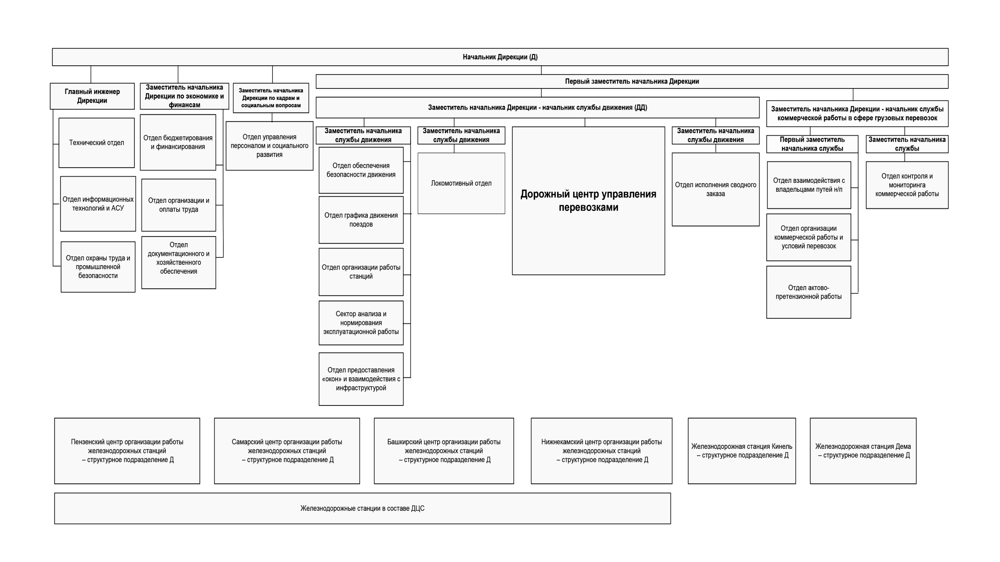 Начальник Дирекции (Д)
Первый заместитель начальника Дирекции
Главный инженер
Дирекции
Заместитель начальника
Дирекции по экономике и
финансам
Заместитель начальника
Дирекции по кадрам и
социальным вопросам
Заместитель начальника Дирекции - начальник службы движения (ДД)
Заместитель начальника Дирекции - начальник службы
коммерческой работы в сфере грузовых перевозок
Технический отдел
Отдел информационных
технологий и АСУ
Отдел охраны труда и
промышленной
безопасности
Отдел бюджетирования
и финансирования
Отдел организации и
оплаты труда
Отдел
документационного и
хозяйственного
обеспечения
Отдел управления
персоналом и социального
развития
Заместитель начальника
службы движения
Отдел обеспечения
безопасности движения
Отдел графика движения
поездов
Отдел организации работы
станций
Сектор анализа и
нормирования
эксплуатационной работы
Отдел предоставления
«окон» и взаимодействия с
инфраструктурой
Заместитель начальника
службы движения
Локомотивный отдел
Дорожный центр управления
перевозками
Заместитель начальника
службы движения
Отдел исполнения сводного
заказа
Первый заместитель
начальника службы
Отдел взаимодействия с
владельцами путей н/п
Отдел организации
коммерческой работы и
условий перевозок
Отдел актово-
претензионной работы
Заместитель начальника
службы
Отдел контроля и
мониторинга
коммерческой работы
Пензенский центр организации работы
железнодорожных станций
– структурное подразделение Д
Самарский центр организации работы
железнодорожных станций
– структурное подразделение Д
Башкирский центр организации работы
железнодорожных станций
– структурное подразделение Д
Нижнекамский центр организации работы
железнодорожных станций
– структурное подразделение Д
Железнодорожная станция Кинель
– структурное подразделение Д
Железнодорожная станция Дема
– структурное подразделение Д
Железнодорожные станции в составе ДЦС